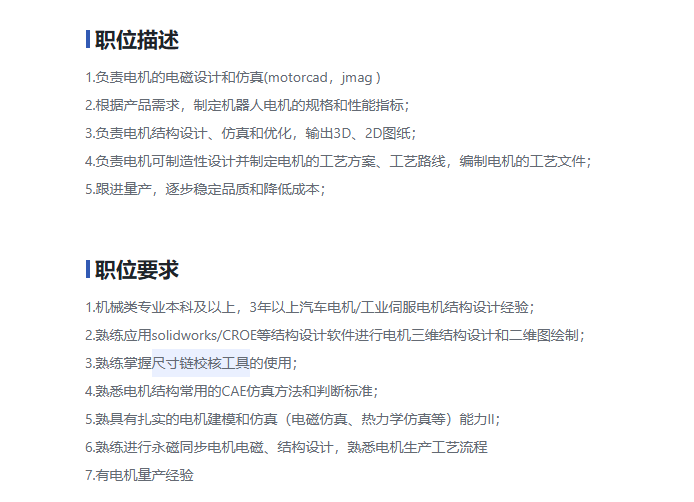 职位描述
1.负责电机的电磁设计和仿真(motorcad，jmag )
2.根据产品需求，制定机器人电机的规格和性能指标；
3.负责电机结构设计、仿真和优化，输出3D、2D图纸；
4.负责电机可制造性设计并制定电机的工艺方案、工艺路线，编制电机的工艺文件；
5.跟进量产，逐步稳定品质和降低成本；
职位要求
1.机械类专业本科及以上，3年以上汽车电机/工业伺服电机结构设计经验；
2.熟练应用solidworks/CROE等结构设计软件进行电机三维结构设计和二维图绘制；
3.熟练掌握尺寸链校核工具的使用；
4.熟悉电机结构常用的CAE仿真方法和判断标准；
5.熟具有扎实的电机建模和仿真（电磁仿真、热力学仿真等）能力II；
6.熟练进行永磁同步电机电磁、结构设计，熟悉电机生产工艺流程
7.有电机量产经验